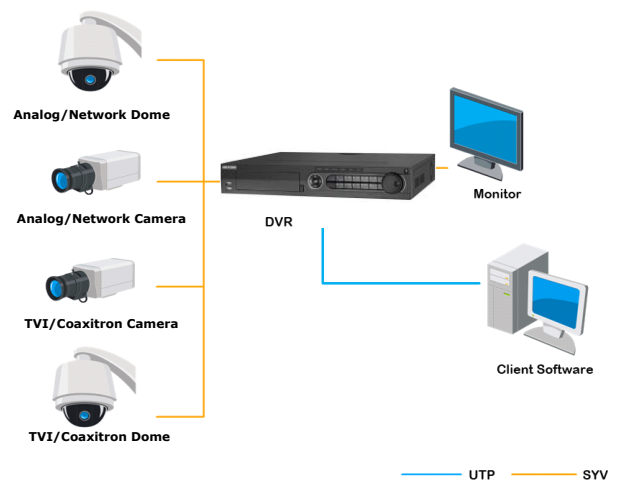 Analog/Network Dome
Analog/Network Camera
DVR
Monitor
TVI/Coaxitron Camera
Client Software
TVI/Coaxitron Dome
UTP
SYV